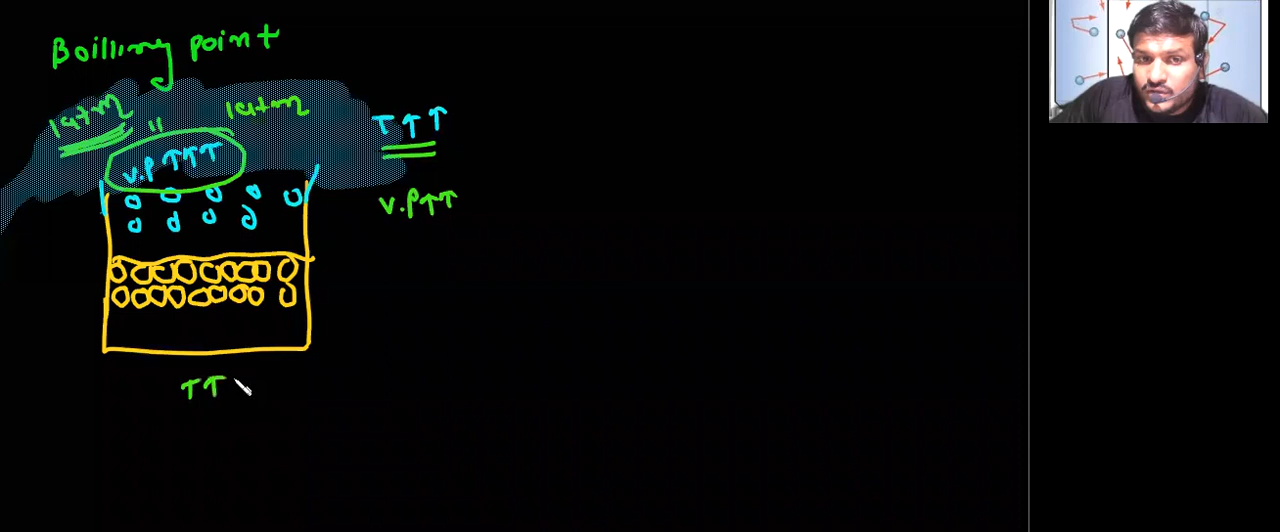 Boilling point
1atm
1atm
"
T↑↑
v.P↑↑↑
v.P↑↑
T↑